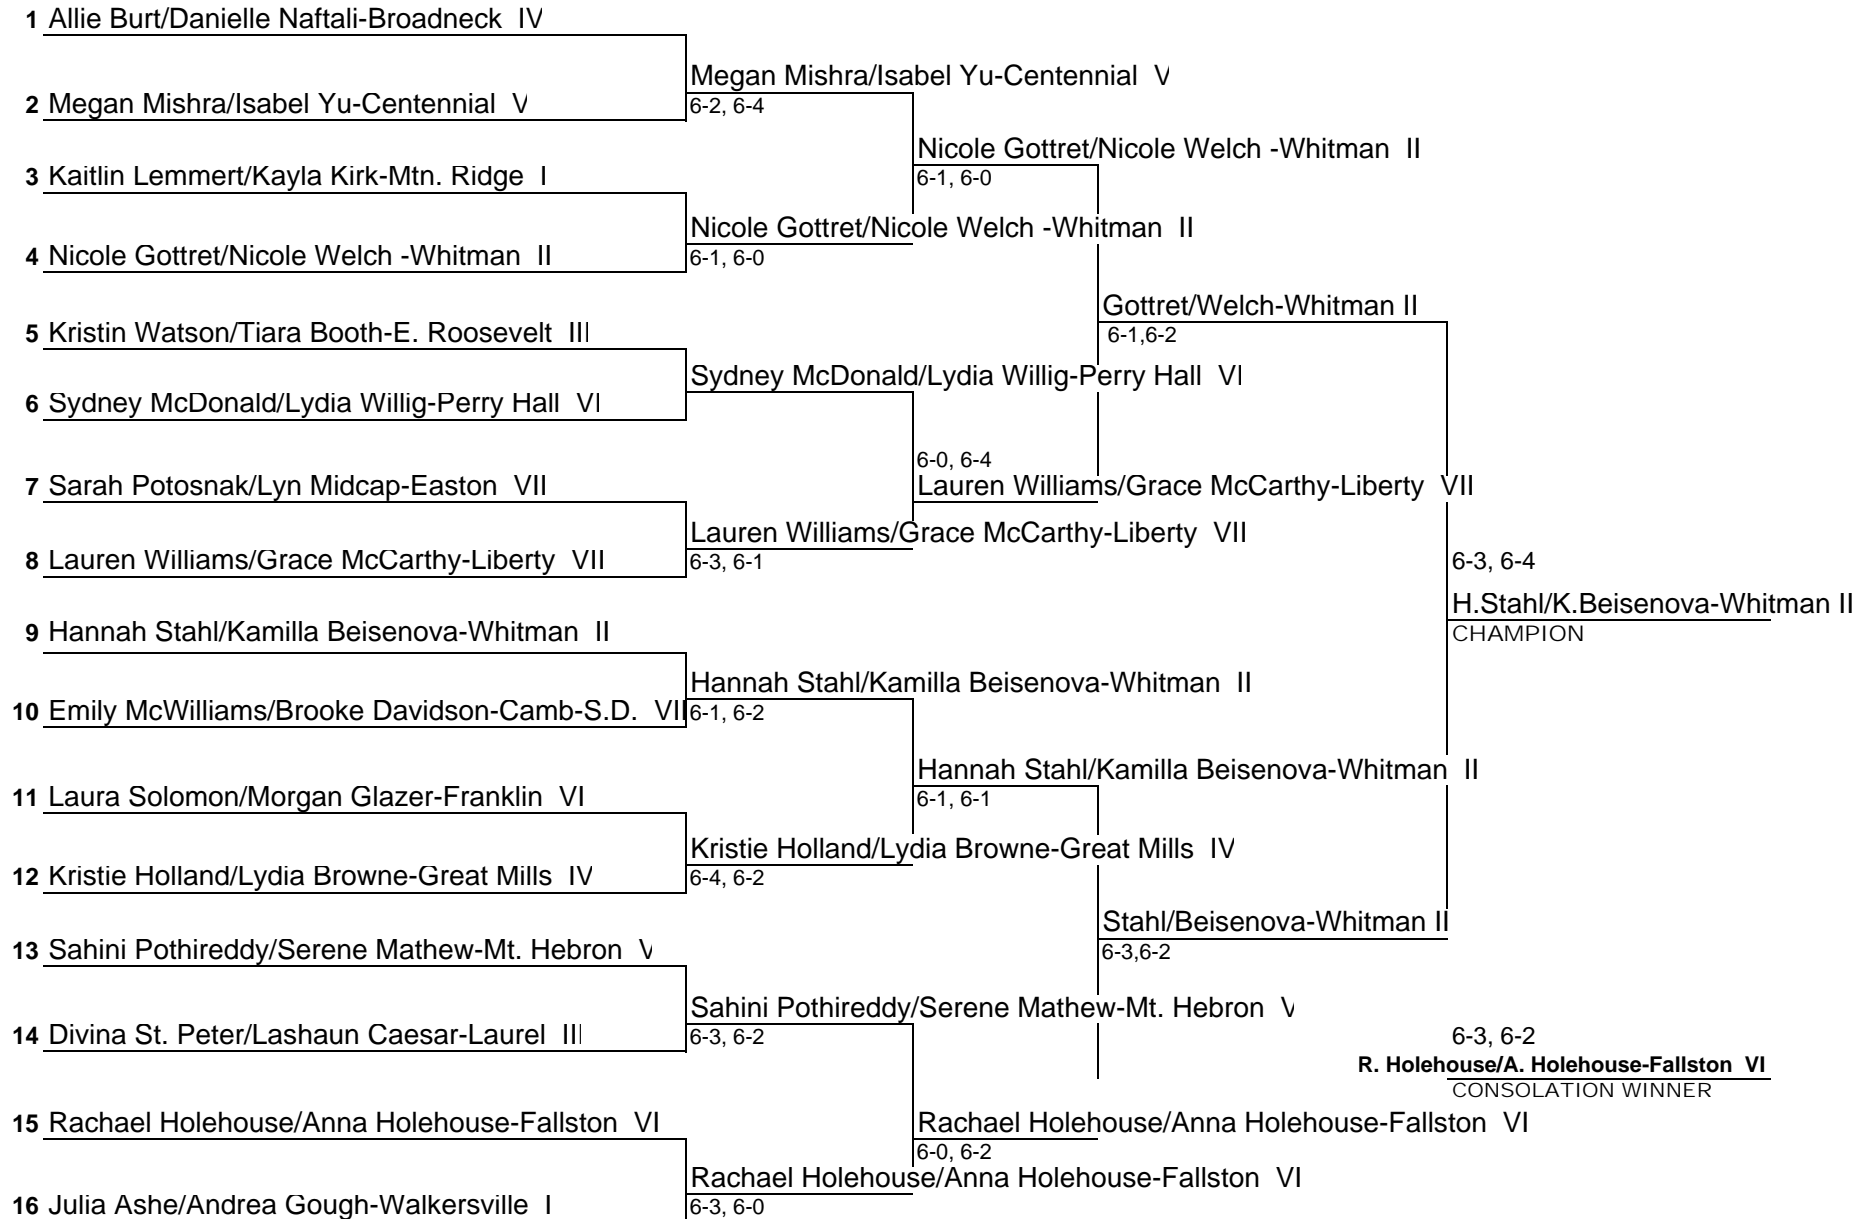 1 Allie Burt/Danielle Naftali-Broadneck IV
Megan Mishra/Isabel Yu-Centennial V
2 Megan Mishra/Isabel Yu-Centennial V
6-2, 6-4
Nicole Gottret/Nicole Welch -Whitman II
3 Kaitlin Lemmert/Kayla Kirk-Mtn. Ridge I
6-1, 6-0
Nicole Gottret/Nicole Welch -Whitman II
4 Nicole Gottret/Nicole Welch -Whitman II
6-1, 6-0
Gottret/Welch-Whitman II
5 Kristin Watson/Tiara Booth-E. Roosevelt III
6-1,6-2
Sydney McDonald/Lydia Willig-Perry Hall VI
6 Sydney McDonald/Lydia Willig-Perry Hall VI
6-0, 6-4
7 Sarah Potosnak/Lyn Midcap-Easton VII
Lauren Williams/Grace McCarthy-Liberty VII
Lauren Williams/Grace McCarthy-Liberty VII
8 Lauren Williams/Grace McCarthy-Liberty VII
6-3, 6-1
6-3, 6-4
H.Stahl/K.Beisenova-Whitman II
9 Hannah Stahl/Kamilla Beisenova-Whitman II
CHAMPION
Hannah Stahl/Kamilla Beisenova-Whitman II
10 Emily McWilliams/Brooke Davidson-Camb-S.D. VII
6-1, 6-2
Hannah Stahl/Kamilla Beisenova-Whitman II
11 Laura Solomon/Morgan Glazer-Franklin VI
6-1, 6-1
Kristie Holland/Lydia Browne-Great Mills IV
12 Kristie Holland/Lydia Browne-Great Mills IV
6-4, 6-2
Stahl/Beisenova-Whitman II
13 Sahini Pothireddy/Serene Mathew-Mt. Hebron V
6-3,6-2
Sahini Pothireddy/Serene Mathew-Mt. Hebron V
14 Divina St. Peter/Lashaun Caesar-Laurel III
6-3, 6-2
6-3, 6-2
R. Holehouse/A. Holehouse-Fallston VI
CONSOLATION WINNER
15 Rachael Holehouse/Anna Holehouse-Fallston VI
Rachael Holehouse/Anna Holehouse-Fallston VI
6-0, 6-2
Rachael Holehouse/Anna Holehouse-Fallston VI
16 Julia Ashe/Andrea Gough-Walkersville I
6-3, 6-0